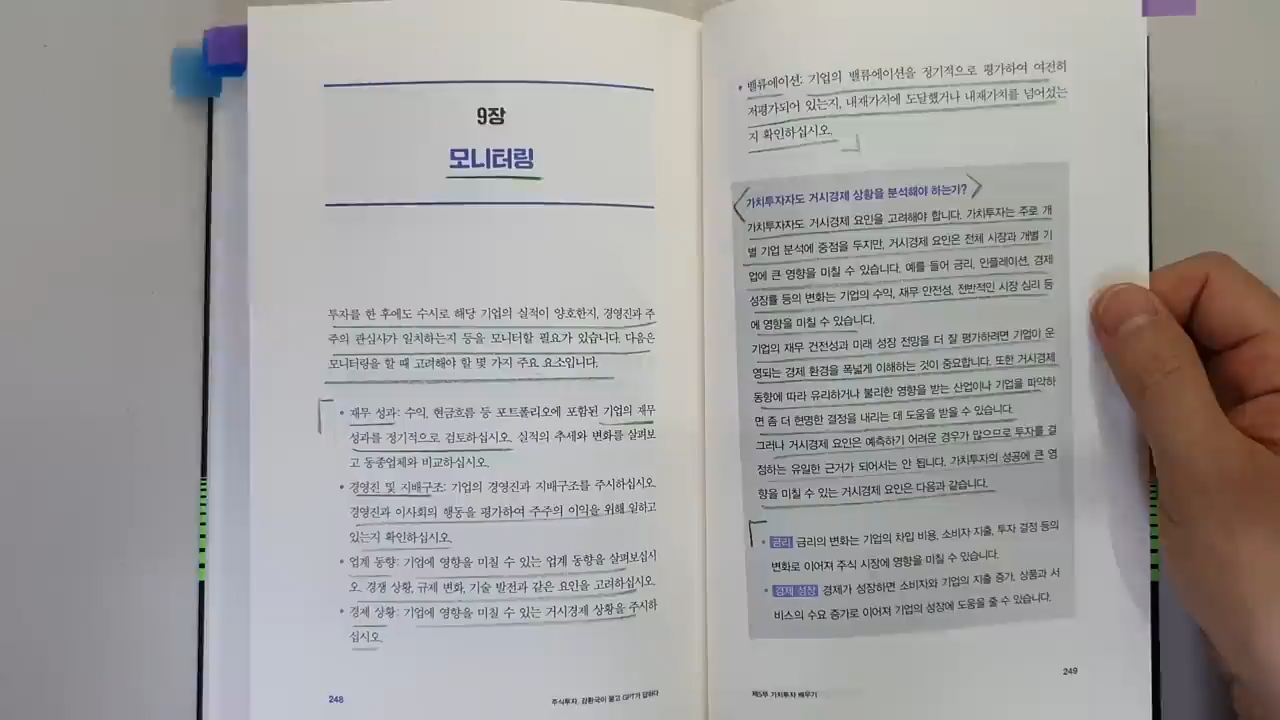 9장
모니터링
투자를 한 후에도 수시로 해당 기업의 실적이 양호한지, 경영진과 주
주의 관심사가 일치하는지 등을 모니터할 필요가 있습니다. 다음은
모니터링을 할 때 고려해야 할 몇 가지 주요 요소입니다.
• 재무 성과: 수익, 현금흐름 등 포트폴리오에 포함된 기업의 재무
성과를 정기적으로 검토하십시오. 실적의 추세와 변화를 살펴보
고 동종업체와 비교하십시오.
• 경영진 및 지배구조: 기업의 경영진과 지배구조를 주시하십시오.
경영진과 이사회의 행동을 평가하여 주주의 이익을 위해 일하고
있는지 확인하십시오.
• 업계 동향: 기업에 영향을 미칠 수 있는 업계 동향을 살펴보십시
오. 경쟁 상황, 규제 변화, 기술 발전과 같은 요인을 고려하십시오.
• 경제 상황: 기업에 영향을 미칠 수 있는 거시경제 상황을 주시하
십시오.
248
주식투자, 강환국이 묻고 GPT가 답하다
• 밸류에이션: 기업의 밸류에이션을 정기적으로 평가하여 여전히
저평가되어 있는지, 내재가치에 도달했거나 내재가치를 넘어섰는
지 확인하십시오.
가치투자자도 거시경제 상황을 분석해야 하는가?
가치투자자도 거시경제 요인을 고려해야 합니다. 가치투자는 주로 개
별 기업 분석에 중점을 두지만, 거시경제 요인은 전체 시장과 개별 기
업에 큰 영향을 미칠 수 있습니다. 예를 들어 금리, 인플레이션, 경제
성장률 등의 변화는 기업의 수익, 재무 안전성, 전반적인 시장 심리 등
에 영향을 미칠 수 있습니다.
기업의 재무 건전성과 미래 성장 전망을 더 잘 평가하려면 기업이 운
영되는 경제 환경을 폭넓게 이해하는 것이 중요합니다. 또한 거시경제
동향에 따라 유리하거나 불리한 영향을 받는 산업이나 기업을 파악하
면 좀 더 현명한 결정을 내리는 데 도움을 받을 수 있습니다.
그러나 거시경제 요인은 예측하기 어려운 경우가 많으므로 투자를 결
정하는 유일한 근거가 되어서는 안 됩니다. 가치투자의 성공에 큰 영
향을 미칠 수 있는 거시경제 요인은 다음과 같습니다.
• 금리 금리의 변화는 기업의 차입 비용, 소비자 지출, 투자 결정 등의
변화로 이어져 주식 시장에 영향을 미칠 수 있습니다.
• 경제 성장 경제가 성장하면 소비자와 기업의 지출 증가, 상품과 서
비스의 수요 증가로 이어져 기업의 성장에 도움을 줄 수 있습니다.
제5부 가치투자 배우기
249